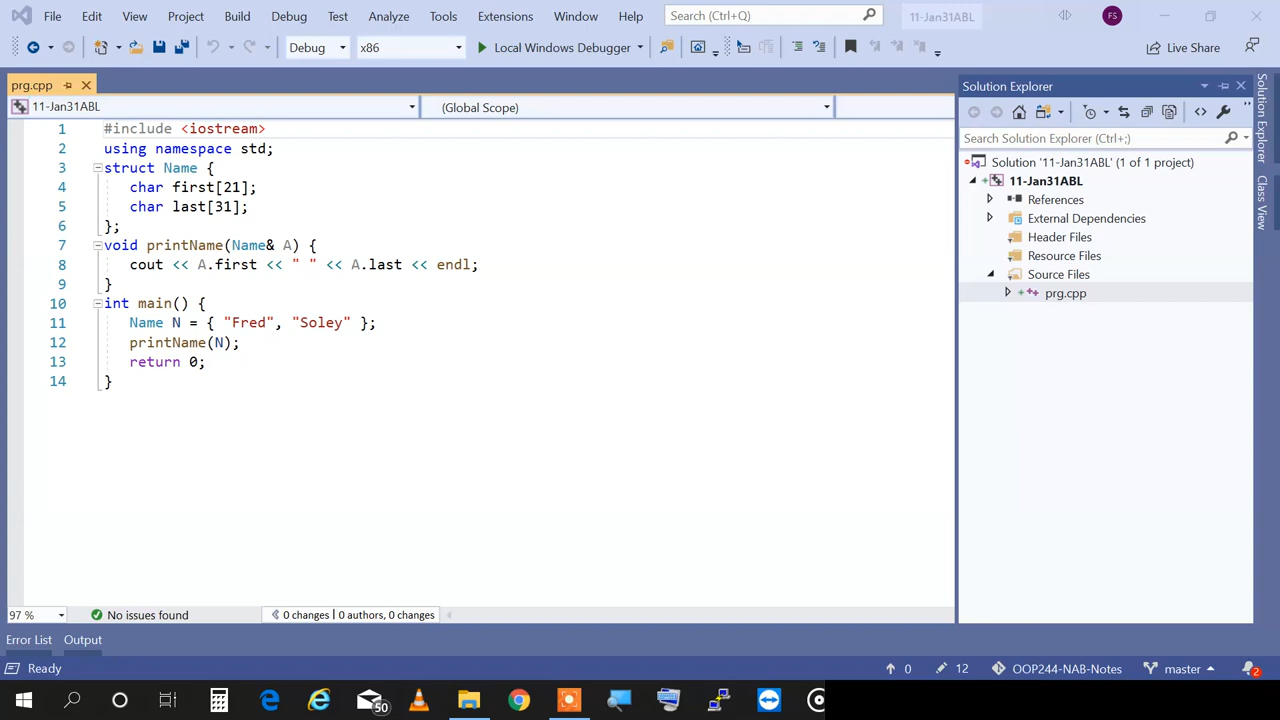 File Edit View Project Build Debug Test Analyze Tools Extensions Window Help Search (Ctrl+Q) 11-Jan31ABL FS
Debug x86 Local Windows Debugger Live Share
prg.cpp
11-Jan31ABL (Global Scope)
1 #include <iostream>
2 using namespace std;
3 struct Name {
4 char first[21];
5 char last[31];
6 };
7 void printName(Name& A) {
8 cout << A.first << " " << A.last << endl;
9 }
10 int main() {
11 Name N = { "Fred", "Soley" };
12 printName(N);
13 return 0;
14 }
97 % No issues found 0 changes | 0 authors, 0 changes
Solution Explorer
Search Solution Explorer (Ctrl+;)
Solution '11-Jan31ABL' (1 of 1 project)
11-Jan31ABL
References
External Dependencies
Header Files
Resource Files
Source Files
prg.cpp
Solution Explorer
Class View
Error List Output
Ready 0 12 OOP244-NAB-Notes master 2
50